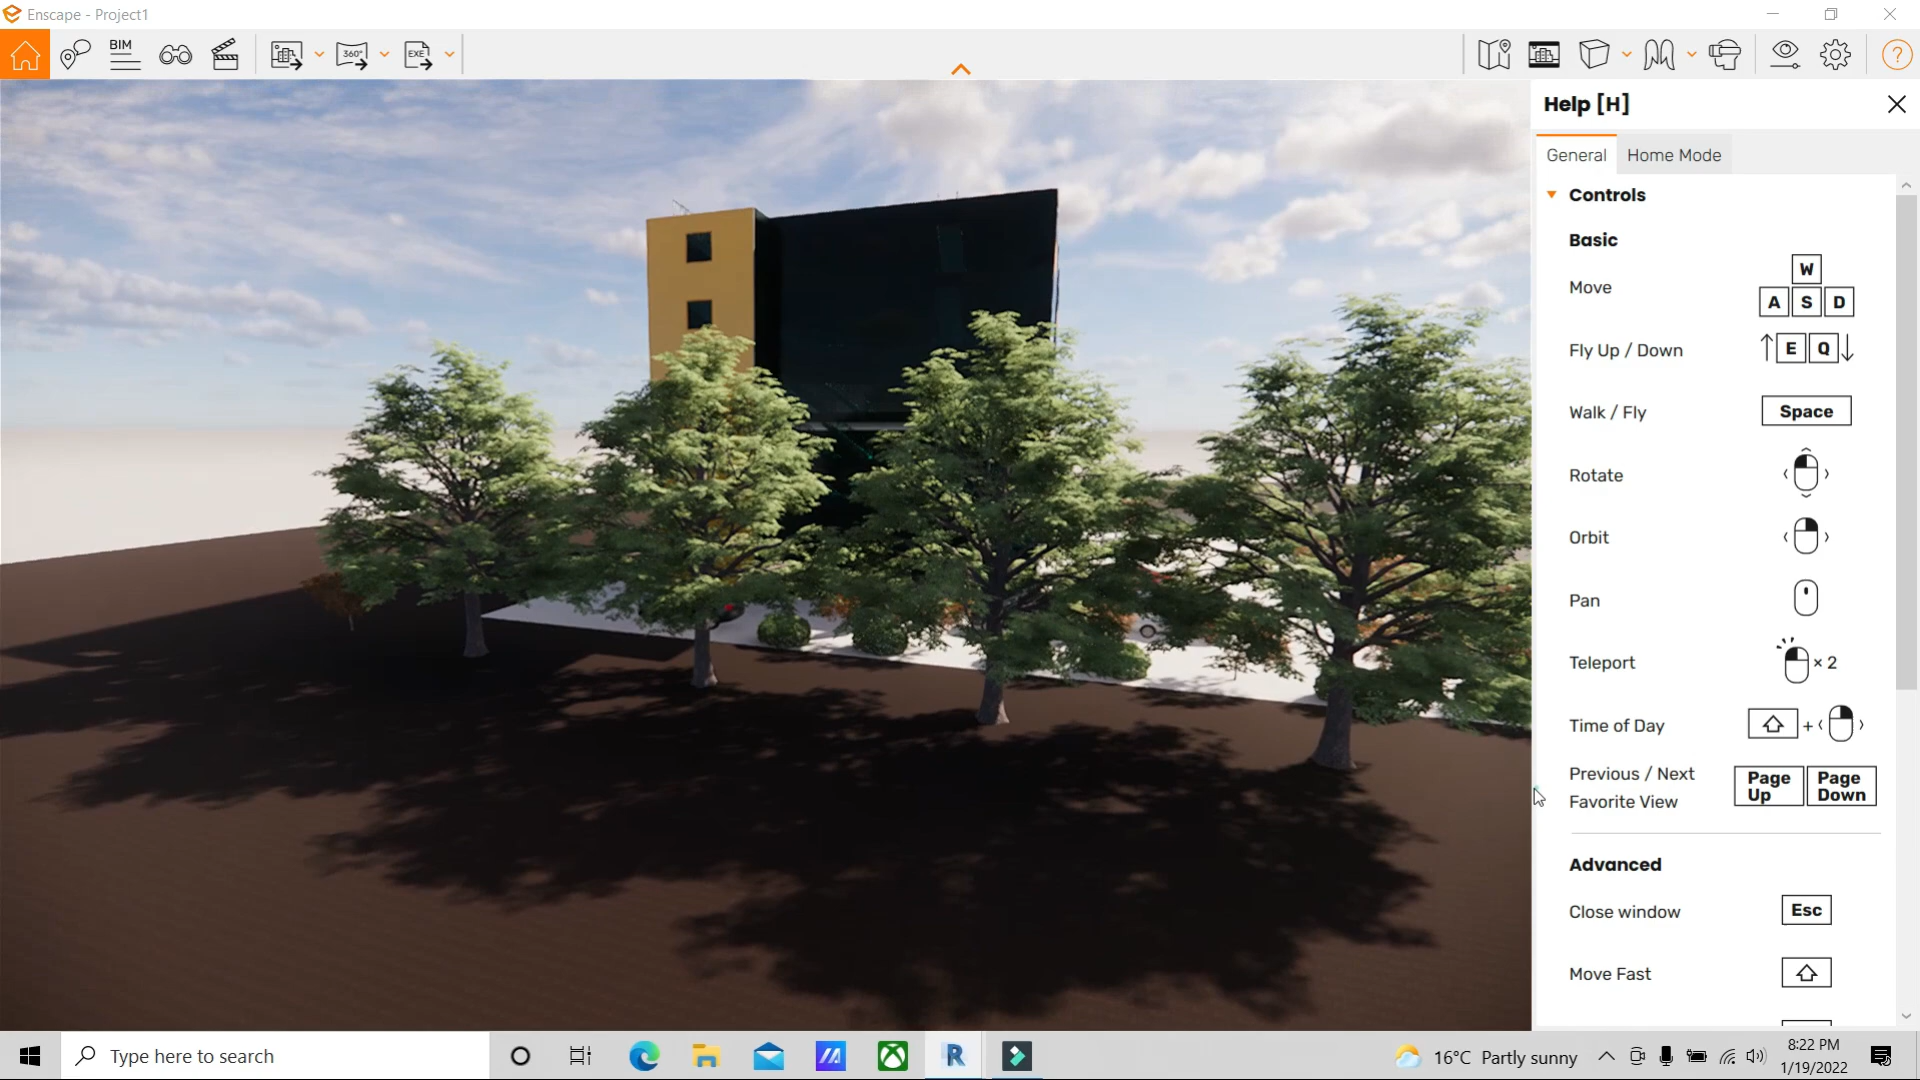 Enscape - Project1
BIM
360°
EXE
?
Help [H]
General
Home Mode
Controls
Basic
Move
W
A S D
Fly Up / Down
E Q
Walk / Fly
Space
Rotate
Orbit
Pan
Teleport
× 2
Time of Day
+
Previous / Next
Favorite View
Page
Up
Page
Down
Advanced
Close window
Esc
Move Fast
Type here to search
R
16°C Partly sunny
8:22 PM
1/19/2022